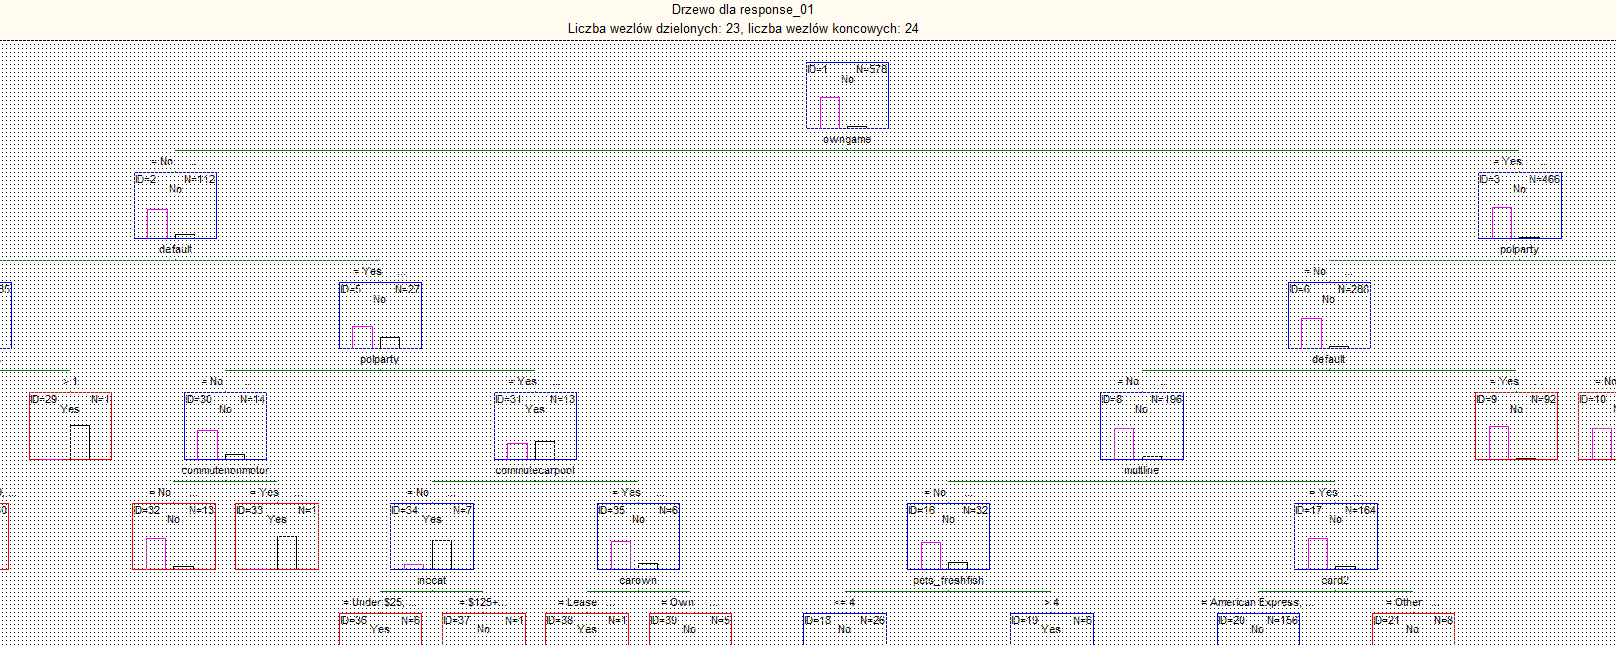 Drzewo dla response_01
Liczba wezłów dzielonych: 23, liczba wezłów koncowych: 24
ID=1 N=578
No
owngame
= No ... = Yes ...
ID=2 N=112 ID=3 N=466
No No
default polparty
= Yes ... = No ...
ID=5 N=27 ID=6 N=288
No No
polparty default
> 1 = No ... = Yes ... = No ... = Yes ... = No
ID=29 N=1 ID=30 N=14 ID=31 N=13 ID=8 N=196 ID=9 N=92 ID=10
Yes No Yes No No
commutenonmotor commutecarpool multline
= No ... = Yes ... = No ... = Yes ... = No ... = Yes ...
ID=32 N=13 ID=33 N=1 ID=34 N=7 ID=35 N=6 ID=16 N=32 ID=17 N=164
No Yes Yes No No No
inccat carown pets_freshfish card2
= Under $25, ... = $125+... = Lease ... = Own ... <= 4 > 4 = American Express, ... = Other ...
ID=36 N=6 ID=37 N=1 ID=38 N=1 ID=39 N=5 ID=18 N=26 ID=19 N=6 ID=20 N=156 ID=21 N=8
Yes No Yes No No Yes No No